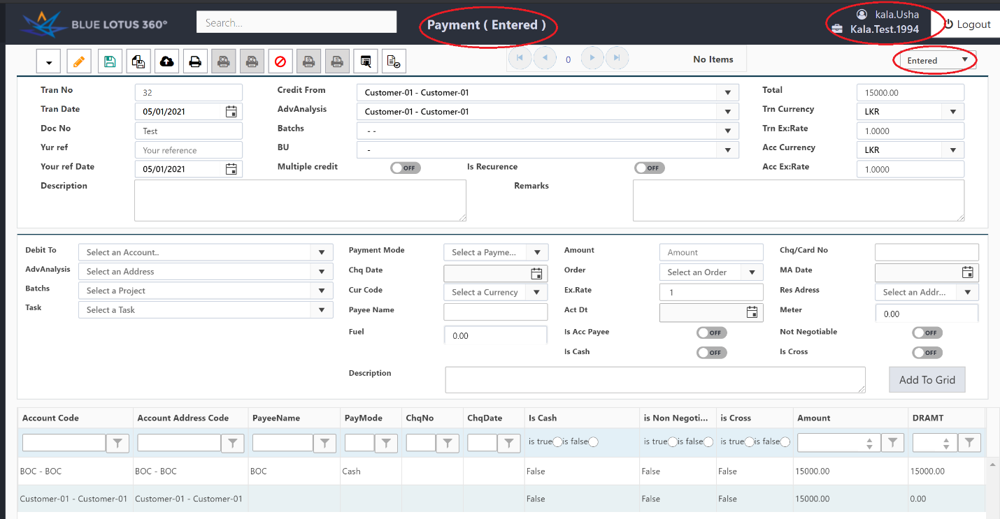 BLUE LOTUS 360°
Search...
Payment ( Entered )
kala.Usha
Kala.Test.1994
Logout
0
No Items
Entered
Tran No
32
Credit From
Customer-01 - Customer-01
Total
15000.00
Tran Date
05/01/2021
AdvAnalysis
Customer-01 - Customer-01
Trn Currency
LKR
Doc No
Test
Batchs
- -
Trn Ex:Rate
1.0000
Yur ref
Your reference
BU
-
Acc Currency
LKR
Your ref Date
05/01/2021
Multiple credit
OFF
Is Recurence
OFF
Acc Ex:Rate
1.0000
Description
Remarks
Debit To
Select an Account..
Payment Mode
Select a Payme...
Amount
Amount
Chq/Card No
AdvAnalysis
Select an Address
Chq Date
Order
Select an Order
MA Date
Batchs
Select a Project
Cur Code
Select a Currency
Ex.Rate
1
Res Adress
Select an Addr...
Task
Select a Task
Payee Name
Act Dt
Meter
0.00
Fuel
0.00
Is Acc Payee
OFF
Not Negotiable
OFF
Is Cash
OFF
Is Cross
OFF
Description
Add To Grid
Account Code Account Address Code PayeeName PayMode ChqNo ChqDate Is Cash is Non Negoti... is Cross Amount DRAMT
is true is false is true is false is true is false
BOC - BOC BOC - BOC BOC Cash False False False 15000.00 15000.00
Customer-01 - Customer-01 Customer-01 - Customer-01 False False False 15000.00 0.00